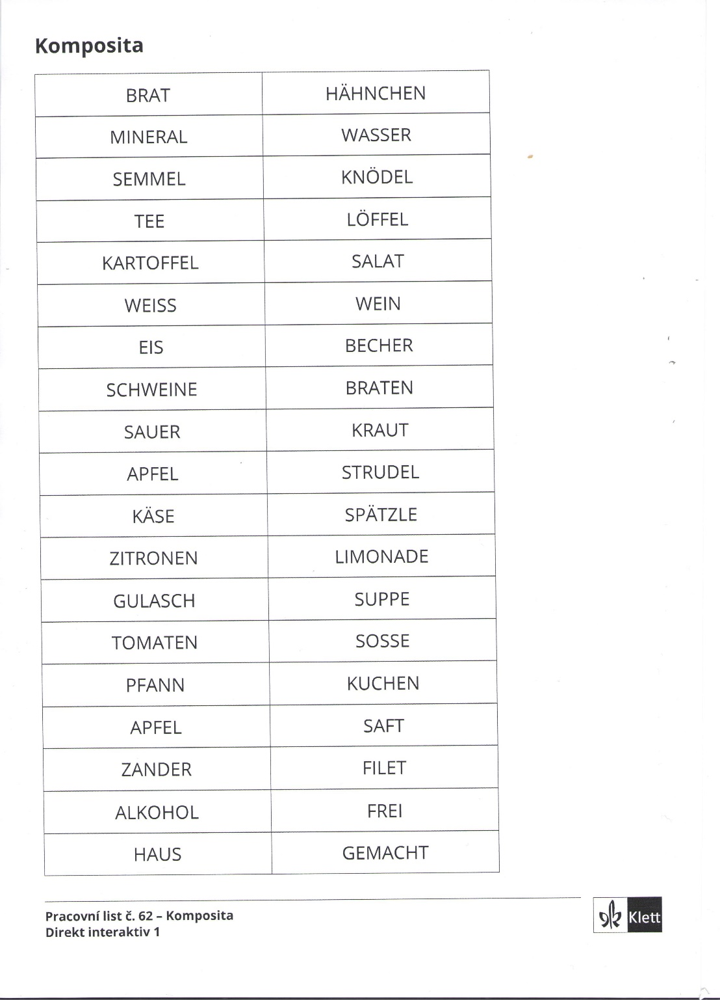 Komposita
BRAT HÄHNCHEN
MINERAL WASSER
SEMMEL KNÖDEL
TEE LÖFFEL
KARTOFFEL SALAT
WEISS WEIN
EIS BECHER
SCHWEINE BRATEN
SAUER KRAUT
APFEL STRUDEL
KÄSE SPÄTZLE
ZITRONEN LIMONADE
GULASCH SUPPE
TOMATEN SOSSE
PFANN KUCHEN
APFEL SAFT
ZANDER FILET
ALKOHOL FREI
HAUS GEMACHT
Pracovní list č. 62 – Komposita
Direkt interaktiv 1
Klett